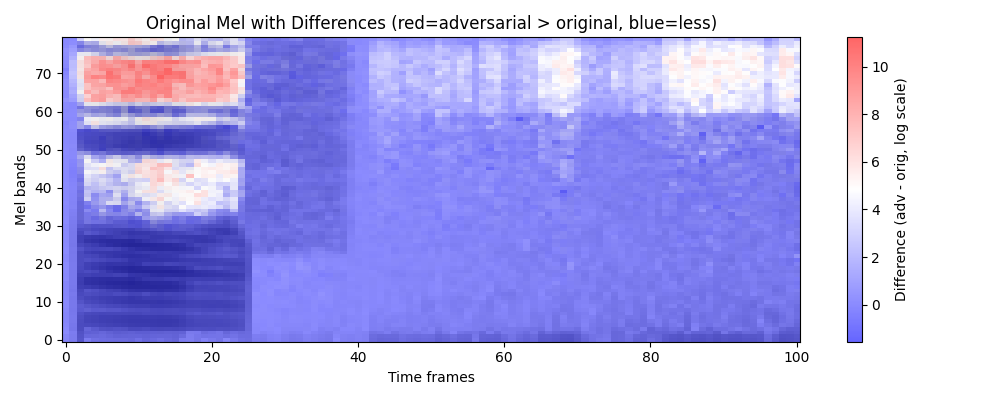 Original Mel with Differences (red=adversarial > original, blue=less)
Mel bands
70
60
50
40
30
20
10
0
0 20 40 60 80 100
Time frames
10
8
6
4
2
0
Difference (adv - orig, log scale)